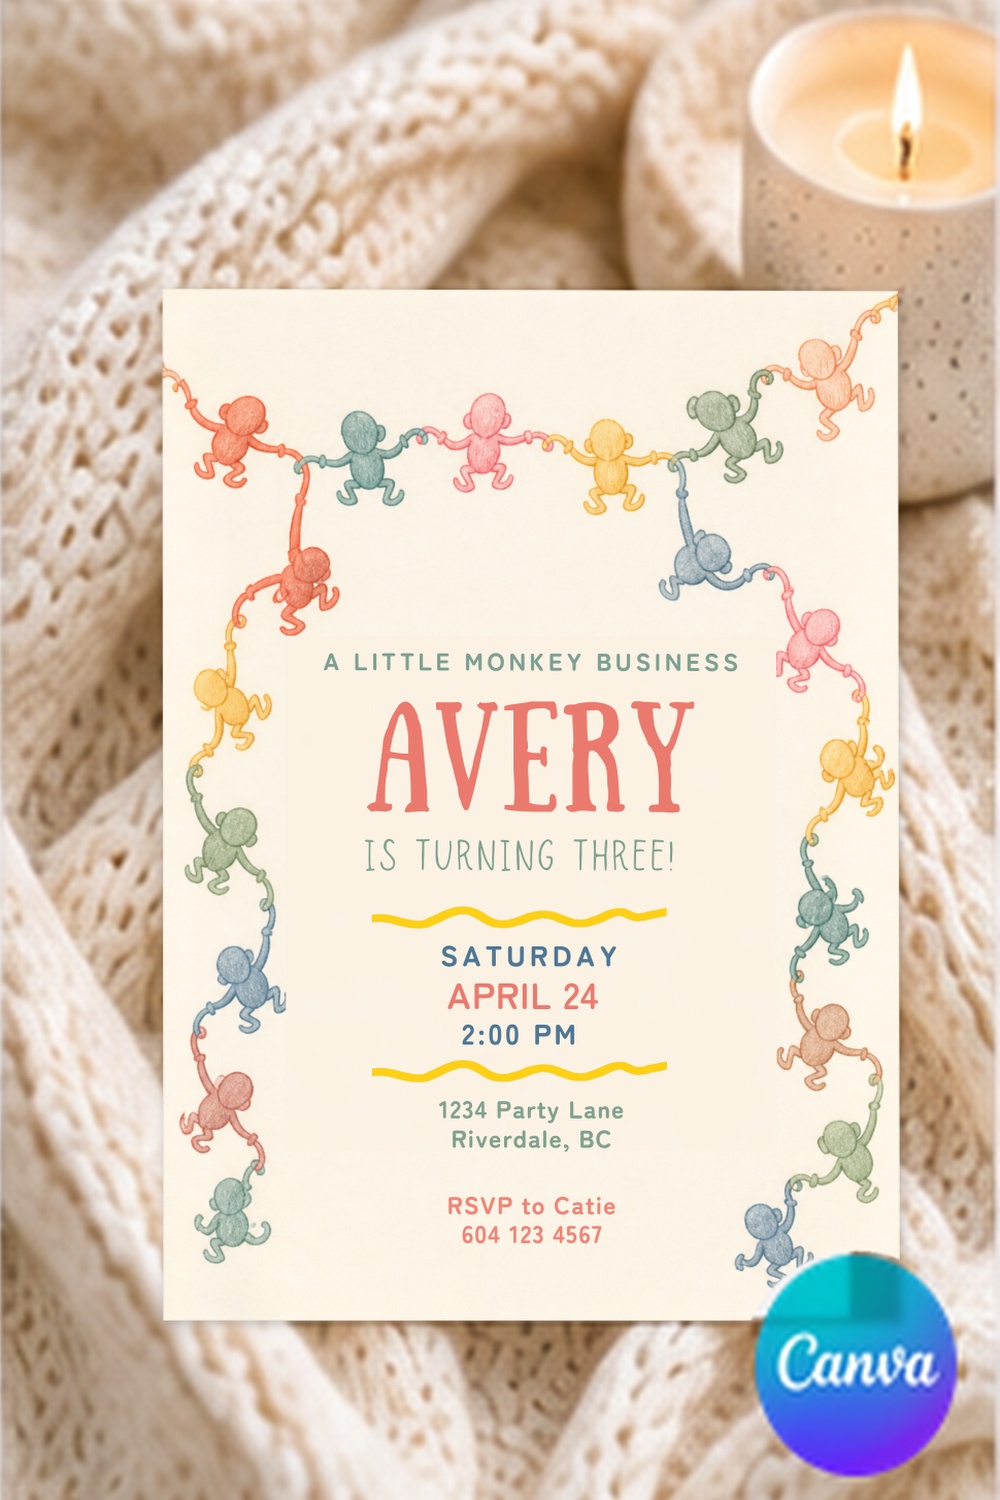 A LITTLE MONKEY BUSINESS
AVERY
IS TURNING THREE!
SATURDAY
APRIL 24
2:00 PM
1234 Party Lane
Riverdale, BC
RSVP to Catie
604 123 4567
Canva